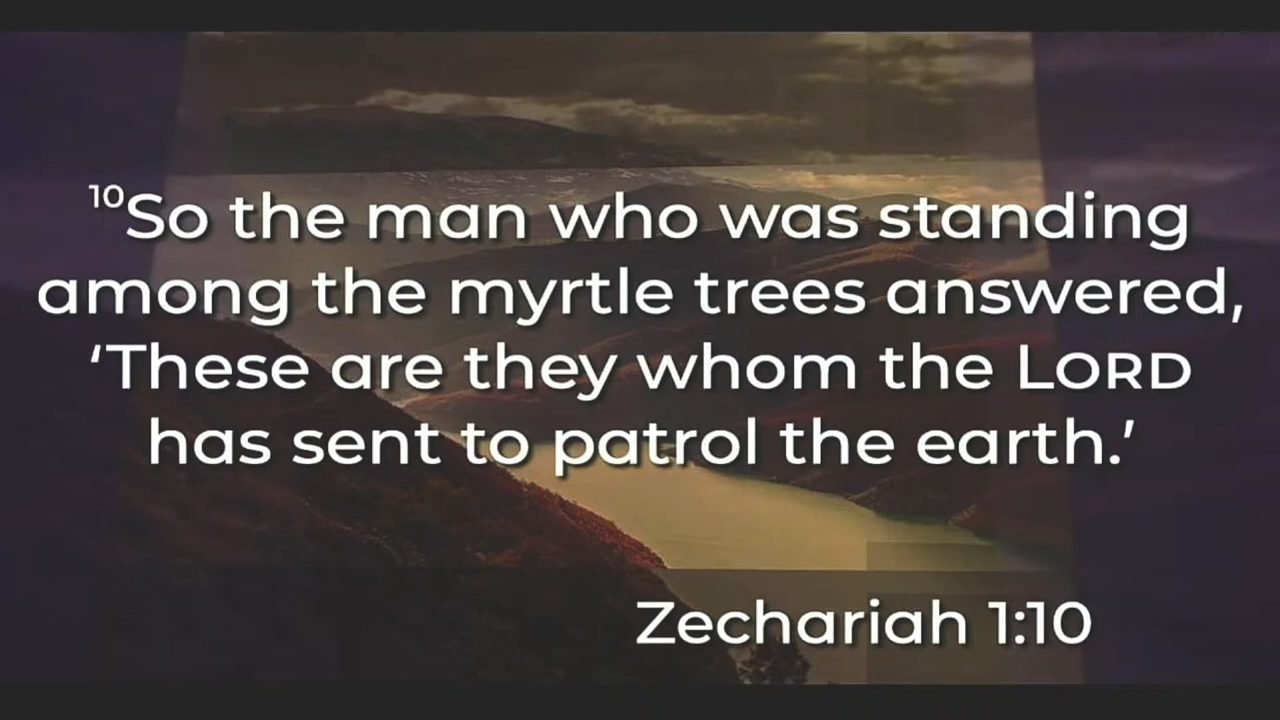 ¹⁰So the man who was standing
among the myrtle trees answered,
‘These are they whom the LORD
has sent to patrol the earth.’
Zechariah 1:10